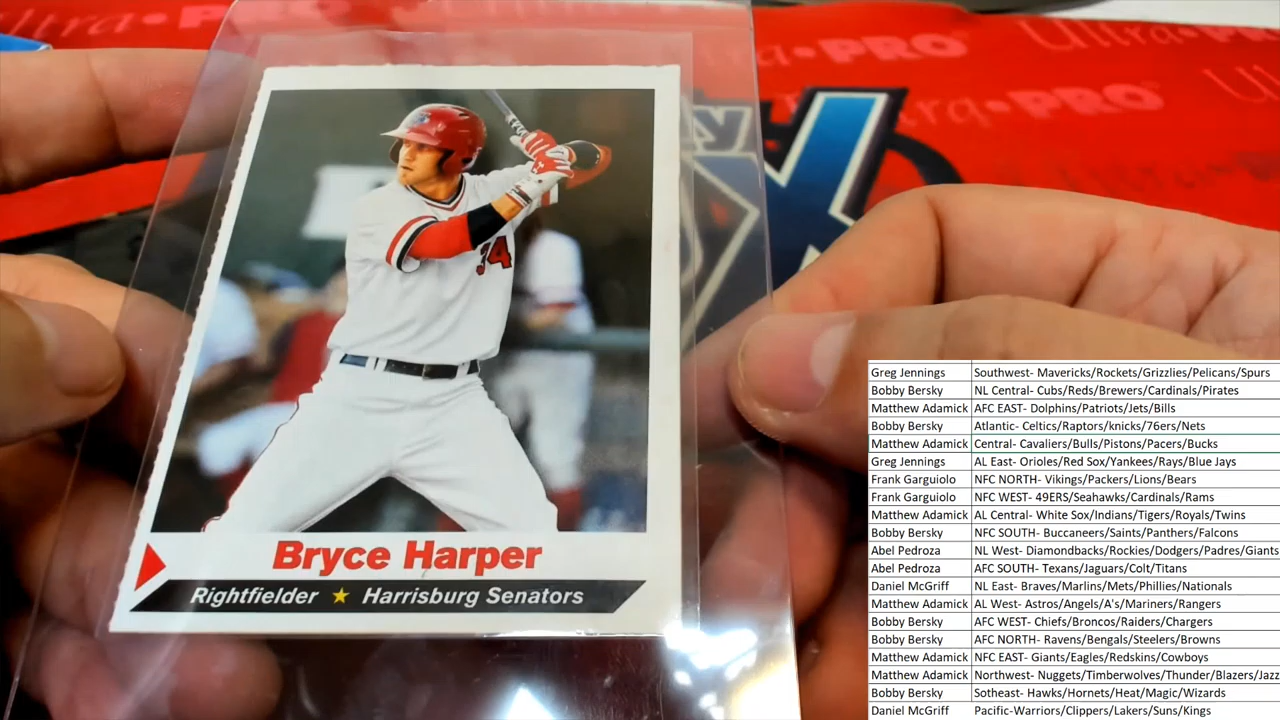 Ultra•PRO
Ultra•PRO
34
Bryce Harper
Rightfielder ★ Harrisburg Senators
Greg Jennings Southwest- Mavericks/Rockets/Grizzlies/Pelicans/Spurs
Bobby Bersky NL Central- Cubs/Reds/Brewers/Cardinals/Pirates
Matthew Adamick AFC EAST- Dolphins/Patriots/Jets/Bills
Bobby Bersky Atlantic- Celtics/Raptors/knicks/76ers/Nets
Matthew Adamick Central- Cavaliers/Bulls/Pistons/Pacers/Bucks
Greg Jennings AL East- Orioles/Red Sox/Yankees/Rays/Blue Jays
Frank Garguiolo NFC NORTH- Vikings/Packers/Lions/Bears
Frank Garguiolo NFC WEST- 49ERS/Seahawks/Cardinals/Rams
Matthew Adamick AL Central- White Sox/Indians/Tigers/Royals/Twins
Bobby Bersky NFC SOUTH- Buccaneers/Saints/Panthers/Falcons
Abel Pedroza NL West- Diamondbacks/Rockies/Dodgers/Padres/Giants
Abel Pedroza AFC SOUTH- Texans/Jaguars/Colt/Titans
Daniel McGriff NL East- Braves/Marlins/Mets/Phillies/Nationals
Matthew Adamick AL West- Astros/Angels/A's/Mariners/Rangers
Bobby Bersky AFC WEST- Chiefs/Broncos/Raiders/Chargers
Bobby Bersky AFC NORTH- Ravens/Bengals/Steelers/Browns
Matthew Adamick NFC EAST- Giants/Eagles/Redskins/Cowboys
Matthew Adamick Northwest- Nuggets/Timberwolves/Thunder/Blazers/Jazz
Bobby Bersky Sotheast- Hawks/Hornets/Heat/Magic/Wizards
Daniel McGriff Pacific-Warriors/Clippers/Lakers/Suns/Kings